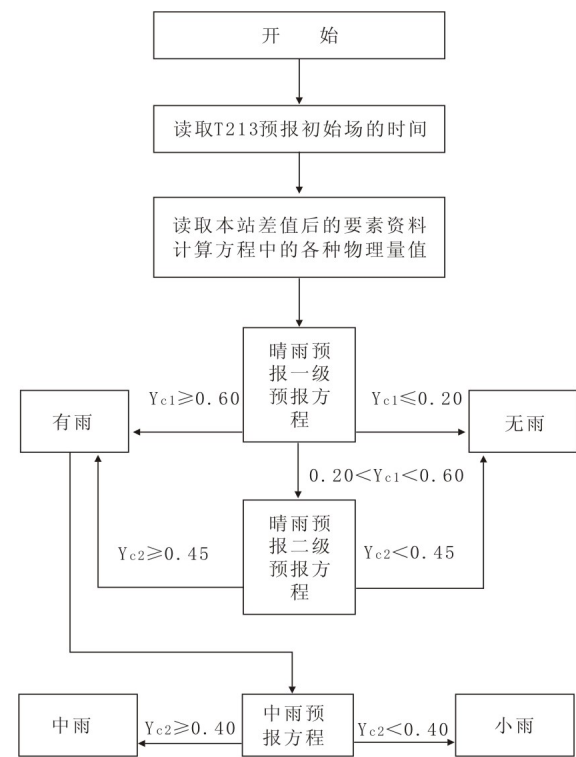 开 始
读取T213预报初始场的时间
读取本站差值后的要素资料
计算方程中的各种物理量值
晴雨预
报一级
预报方
程
Yc1≥0.60
Yc1≤0.20
有雨
无雨
0.20<Yc1<0.60
晴雨预
报二级
预报方
程
Yc2≥0.45
Yc2<0.45
中雨
Yc2≥0.40
中雨预
报方程
Yc2<0.40
小雨